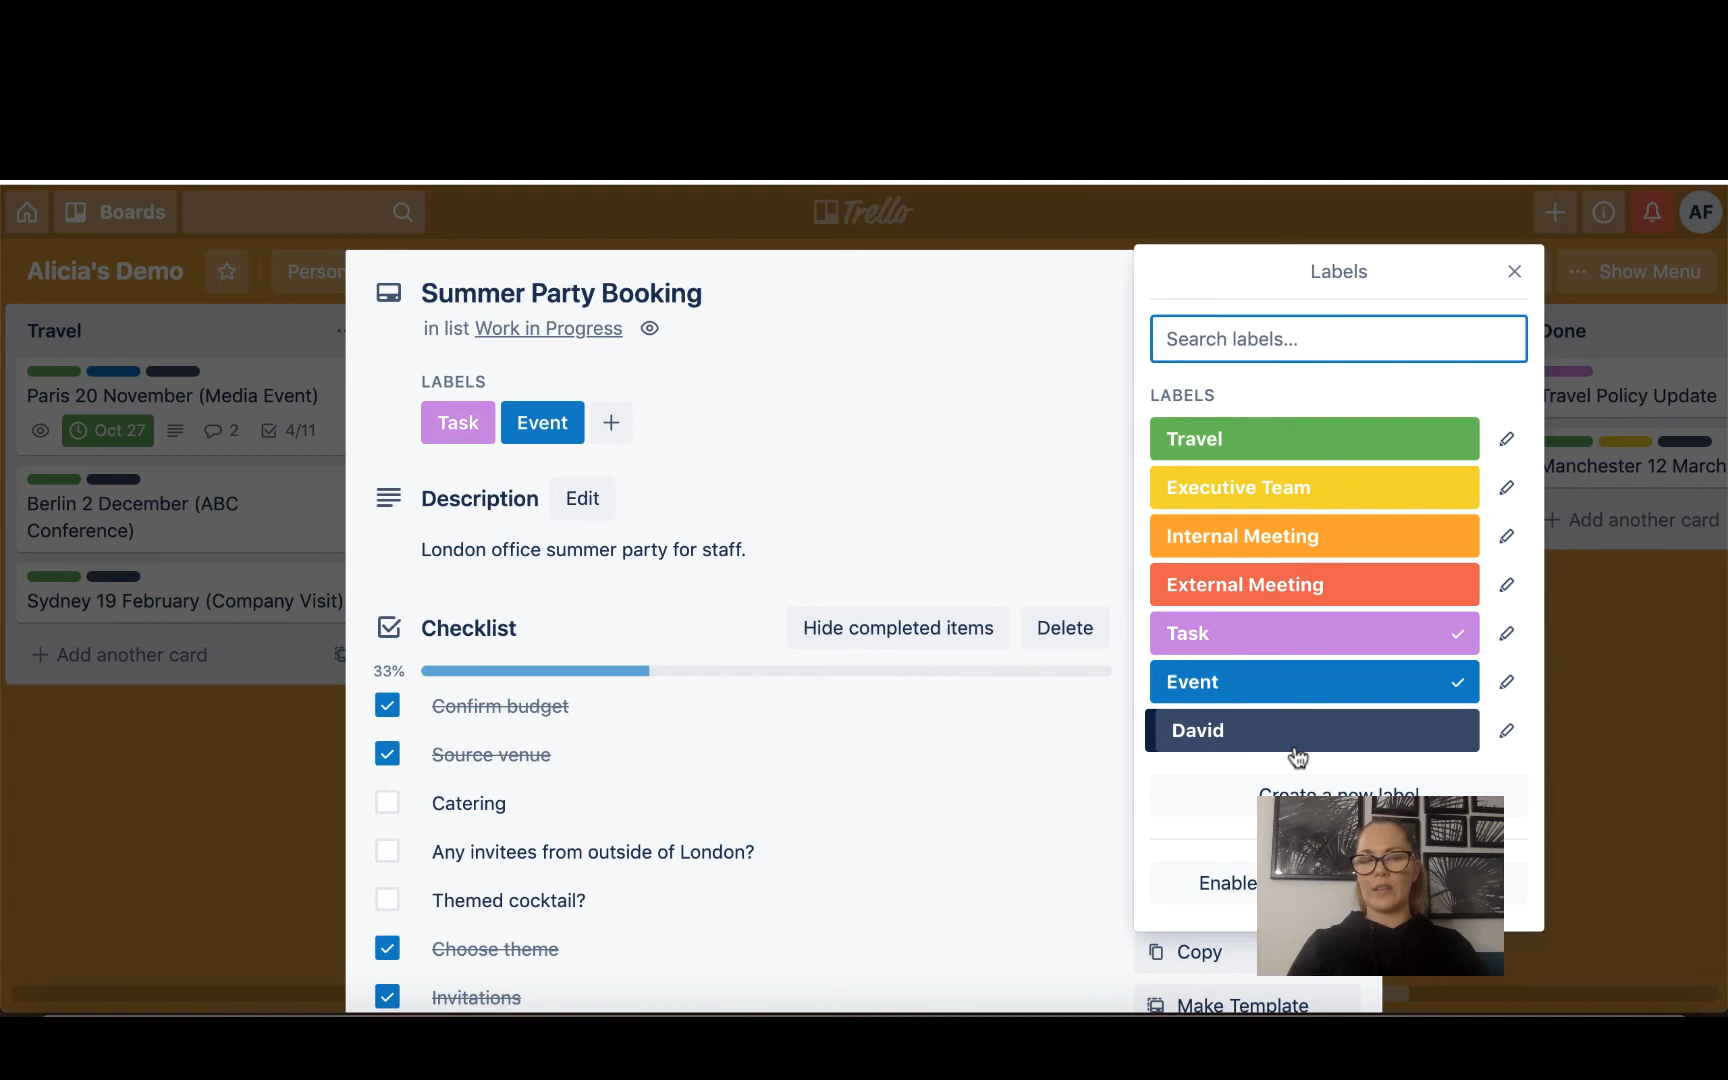 Boards
Trello
AF
Alicia's Demo
Person
Show Menu
Travel
Paris 20 November (Media Event)
Oct 27
2
4/11
Berlin 2 December (ABC
Conference)
Sydney 19 February (Company Visit)
Add another card
Summer Party Booking
in list Work in Progress
LABELS
Task
Event
Description
Edit
London office summer party for staff.
Checklist
Hide completed items
Delete
33%
Confirm budget
Source venue
Catering
Any invitees from outside of London?
Themed cocktail?
Choose theme
Invitations
Labels
Search labels...
LABELS
Travel
Executive Team
Internal Meeting
External Meeting
Task
Event
David
Create a new label
Enable
Copy
Make Template
Done
Travel Policy Update
Manchester 12 March
Add another card